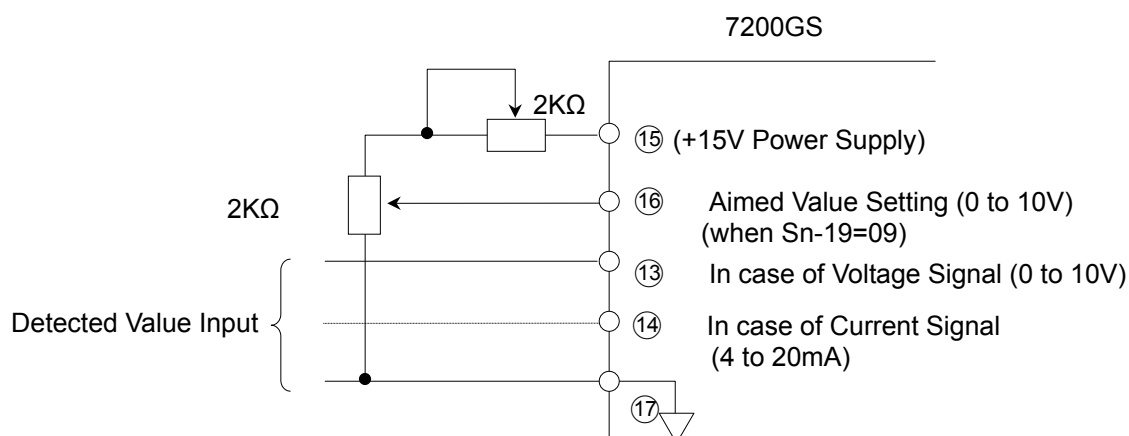 7200GS
2KΩ
⑮ (+15V Power Supply)
2KΩ
⑯ Aimed Value Setting (0 to 10V)
(when Sn-19=09)
⑬ In case of Voltage Signal (0 to 10V)
Detected Value Input
⑭ In case of Current Signal
(4 to 20mA)
⑰